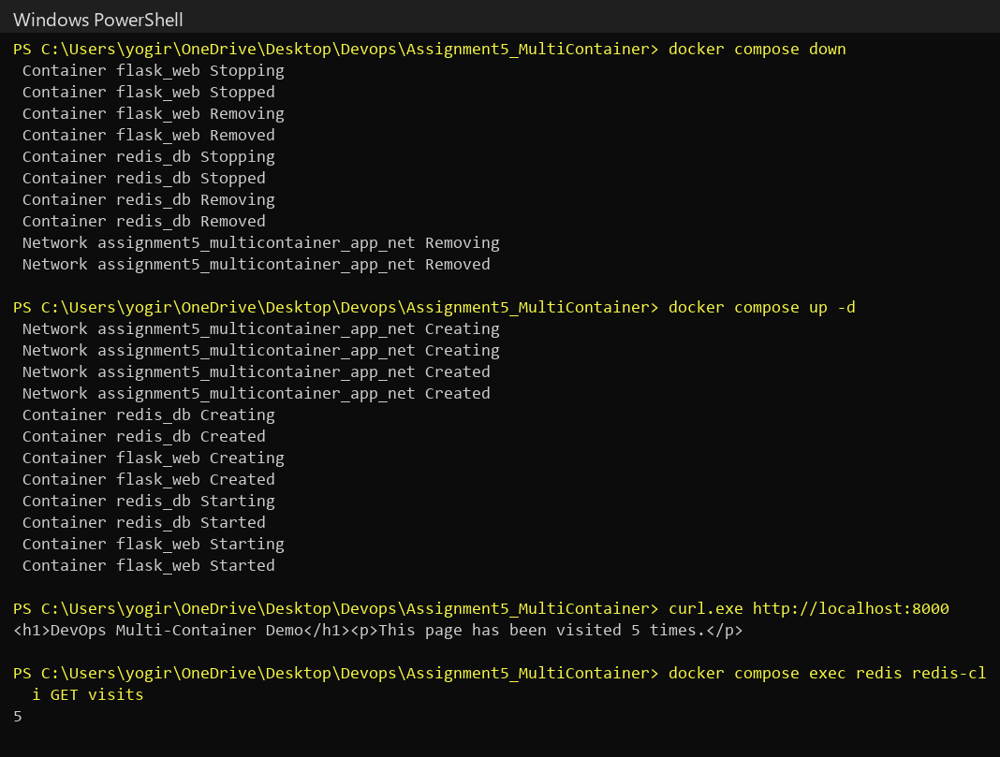 Windows PowerShell
PS C:\Users\yogir\OneDrive\Desktop\Devops\Assignment5_MultiContainer> docker compose down
 Container flask_web Stopping
 Container flask_web Stopped
 Container flask_web Removing
 Container flask_web Removed
 Container redis_db Stopping
 Container redis_db Stopped
 Container redis_db Removing
 Container redis_db Removed
 Network assignment5_multicontainer_app_net Removing
 Network assignment5_multicontainer_app_net Removed

PS C:\Users\yogir\OneDrive\Desktop\Devops\Assignment5_MultiContainer> docker compose up -d
 Network assignment5_multicontainer_app_net Creating
 Network assignment5_multicontainer_app_net Creating
 Network assignment5_multicontainer_app_net Created
 Network assignment5_multicontainer_app_net Created
 Container redis_db Creating
 Container redis_db Created
 Container flask_web Creating
 Container flask_web Created
 Container redis_db Starting
 Container redis_db Started
 Container flask_web Starting
 Container flask_web Started

PS C:\Users\yogir\OneDrive\Desktop\Devops\Assignment5_MultiContainer> curl.exe http://localhost:8000
<h1>DevOps Multi-Container Demo</h1><p>This page has been visited 5 times.</p>

PS C:\Users\yogir\OneDrive\Desktop\Devops\Assignment5_MultiContainer> docker compose exec redis redis-cl
  i GET visits
5